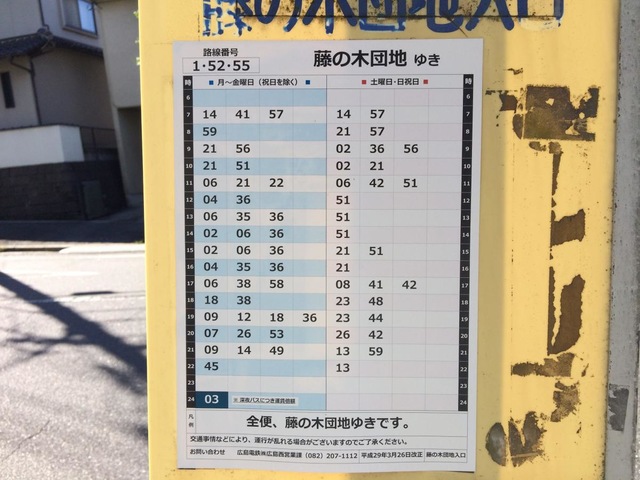 藤の木団地入口
路線番号
1・52・55
藤の木団地 ゆき
時 ■ 月～金曜日（祝日を除く） ■ ■ 土曜日・日祝日 ■ 時
6 6
7 14 41 57 14 57 7
8 59 21 57 8
9 21 56 02 36 56 9
10 21 51 02 21 10
11 06 21 22 06 42 51 11
12 04 36 51 12
13 06 35 36 51 13
14 02 06 36 51 14
15 02 06 36 21 51 15
16 04 35 36 21 16
17 06 38 58 08 41 42 17
18 18 38 23 48 18
19 09 12 18 36 23 44 19
20 07 26 53 26 42 20
21 09 14 49 13 59 21
22 45 13 22
23 23
24 03 ※ 深夜バスにつき運賃倍額 24
凡例 全便、藤の木団地ゆきです。
交通事情などにより、運行が乱れる場合がございますのでご了承ください。
お問い合わせ 広島電鉄㈱広島西営業課 (082) 207-1112 平成29年3月26日改正 藤の木団地入口